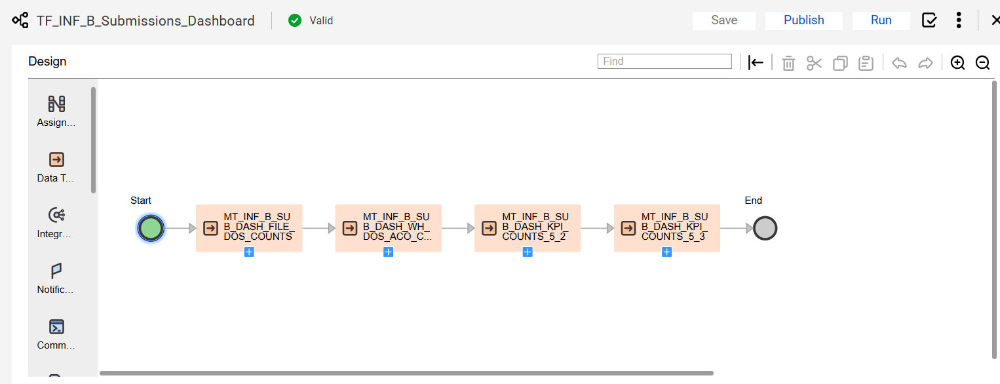 TF_INF_B_Submissions_Dashboard
Valid
Save
Publish
Run
Design
Find
Assign...
Data T...
Integr...
Notific...
Comm...
Start
MT_INF_B_SU
B_DASH_FILE_
DOS_COUNTS
MT_INF_B_SU
B_DASH_WH_
DOS_ACO_C...
MT_INF_B_SU
B_DASH_KPI_
COUNTS_5_2
MT_INF_B_SU
B_DASH_KPI_
COUNTS_5_3
End